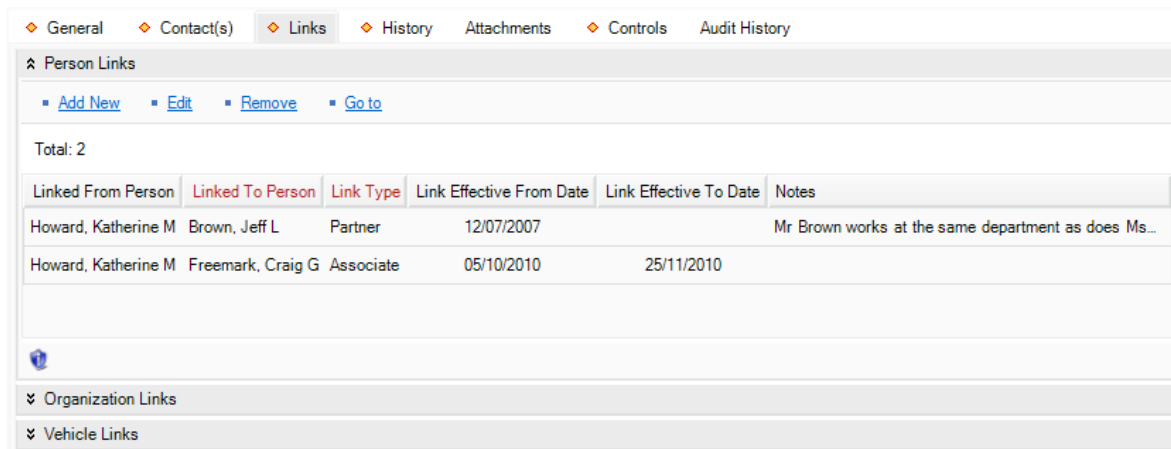 General Contact(s) Links History Attachments Controls Audit History
Person Links
Add New Edit Remove Go to
Total: 2
Linked From Person Linked To Person Link Type Link Effective From Date Link Effective To Date Notes
Howard, Katherine M Brown, Jeff L Partner 12/07/2007 Mr Brown works at the same department as does Ms...
Howard, Katherine M Freemark, Craig G Associate 05/10/2010 25/11/2010
Organization Links
Vehicle Links